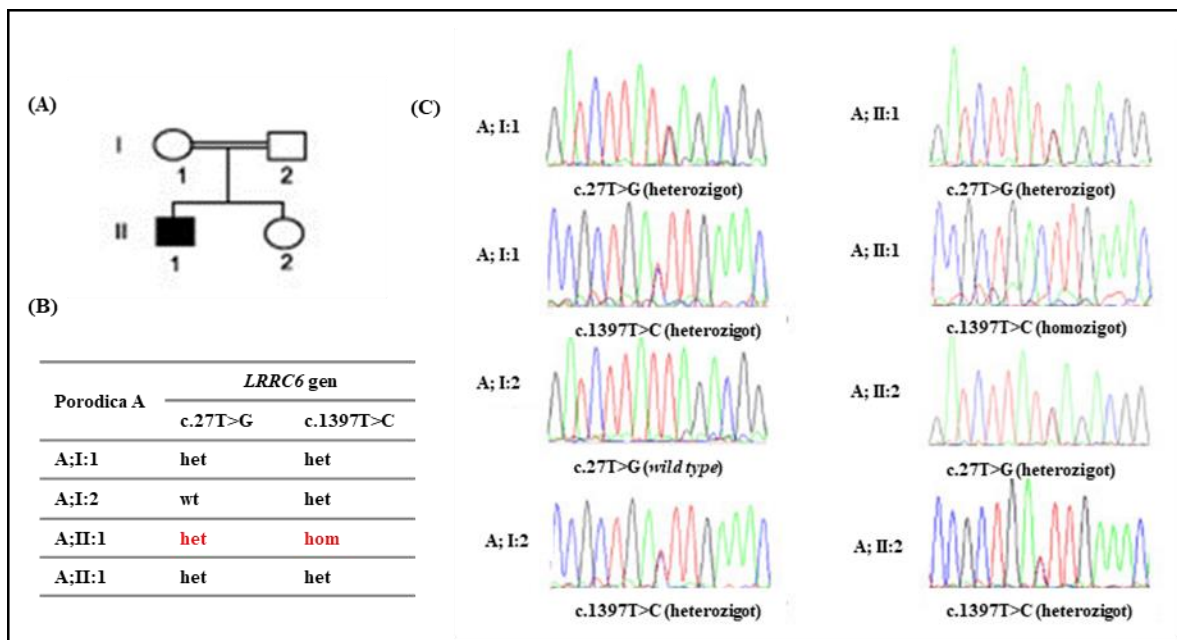 (A)
I
1
2
II
1
2
(B)
Porodica A
LRRC6 gen
c.27T>G
c.1397T>C
A;I:1
het
het
A;I:2
wt
het
A;II:1
het
hom
A;II:1
het
het
(C)
A; I:1
c.27T>G (heterozigot)
A; I:1
c.1397T>C (heterozigot)
A; I:2
c.27T>G (wild type)
A; I:2
c.1397T>C (heterozigot)
A; II:1
c.27T>G (heterozigot)
A; II:1
c.1397T>C (homozigot)
A; II:2
c.27T>G (heterozigot)
A; II:2
c.1397T>C (heterozigot)